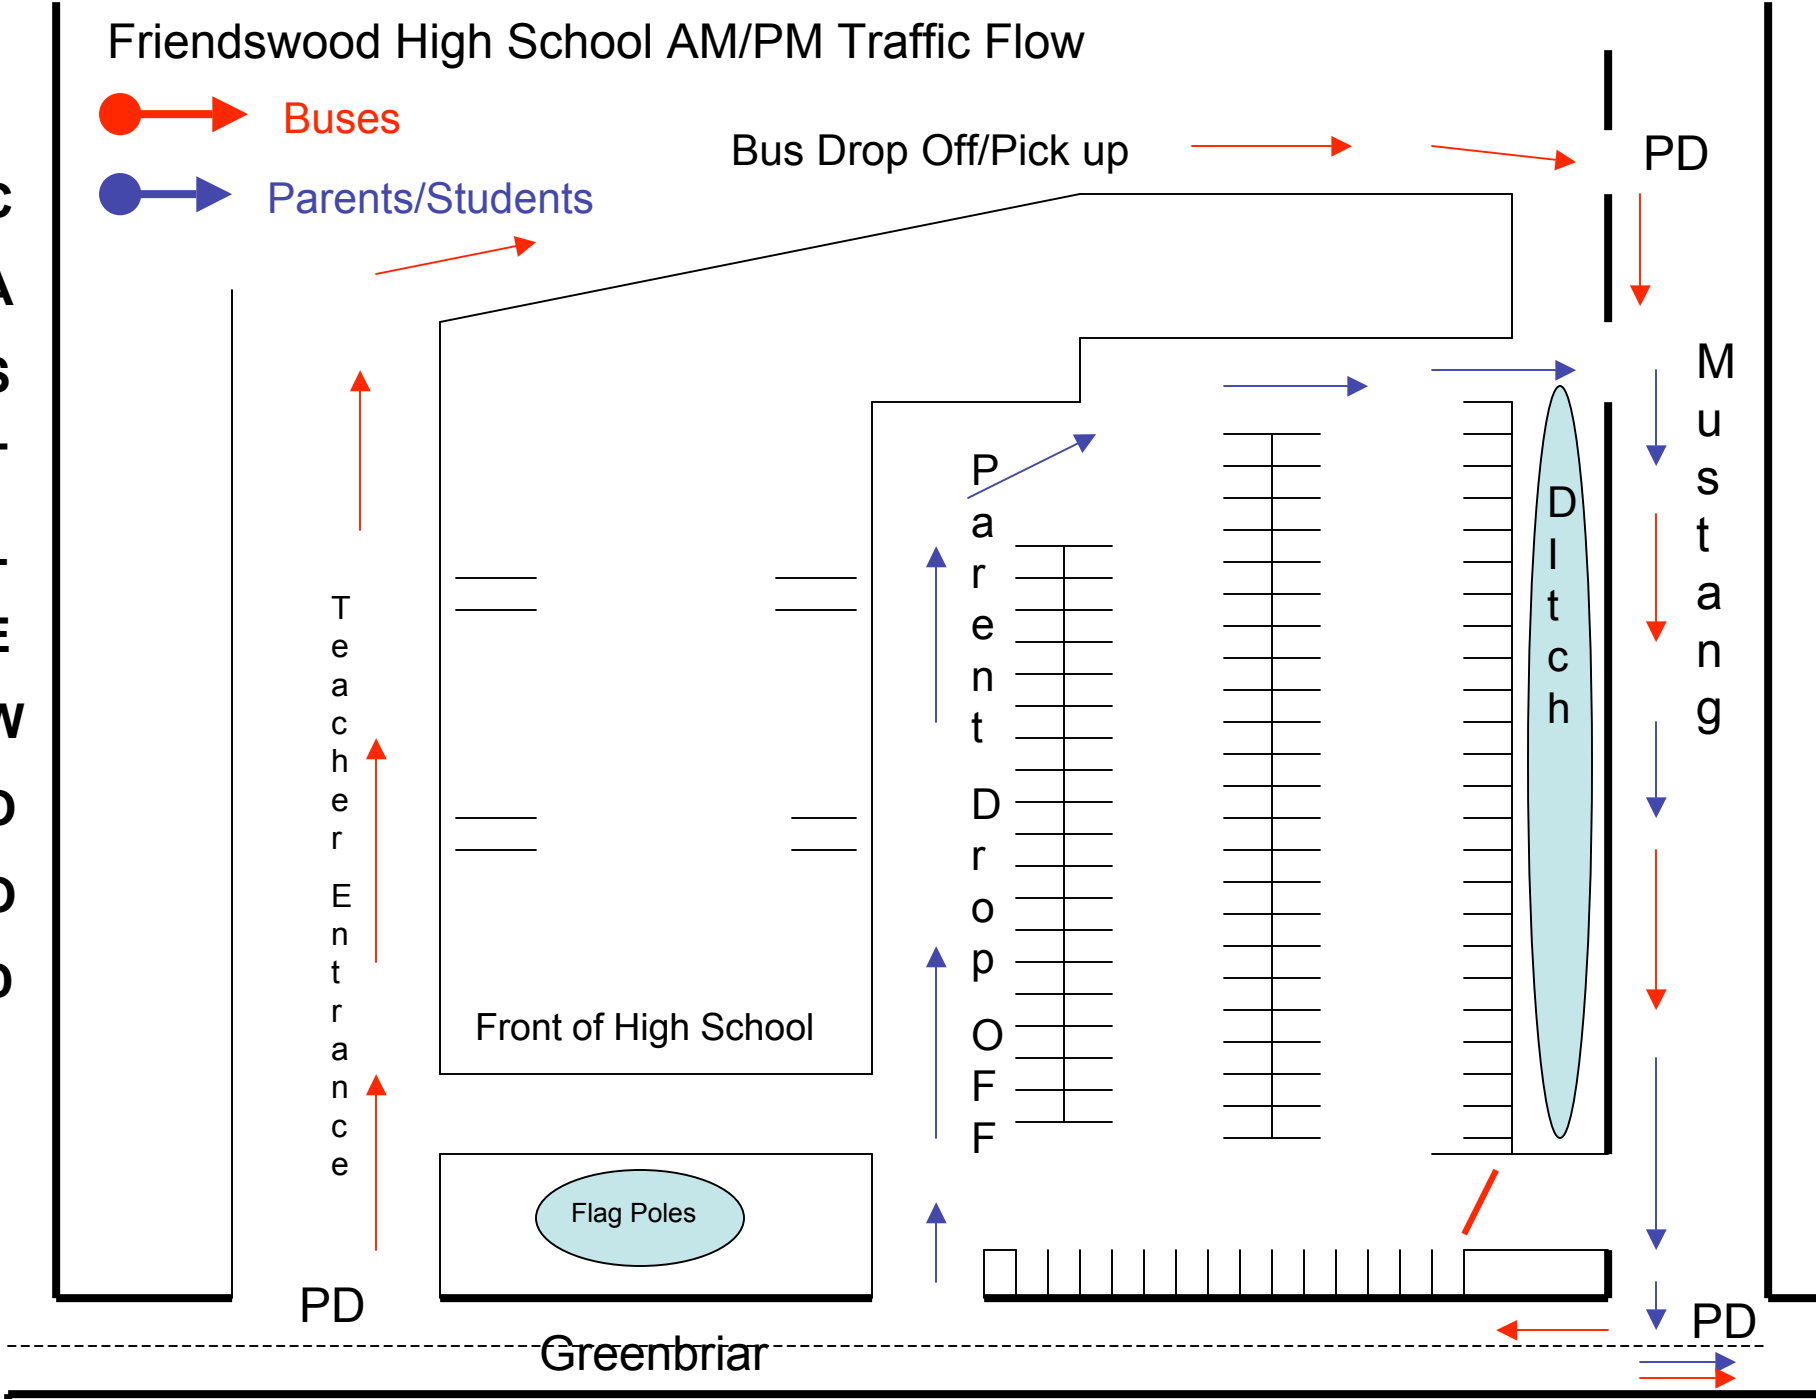 Friendswood High School AM/PM Traffic Flow
Buses
Parents/Students
Bus Drop Off/Pick up
PD
Mustang
DItch
Parent Drop OFF
Teacher Entrance
Front of High School
Flag Poles
PD
PD
Greenbriar